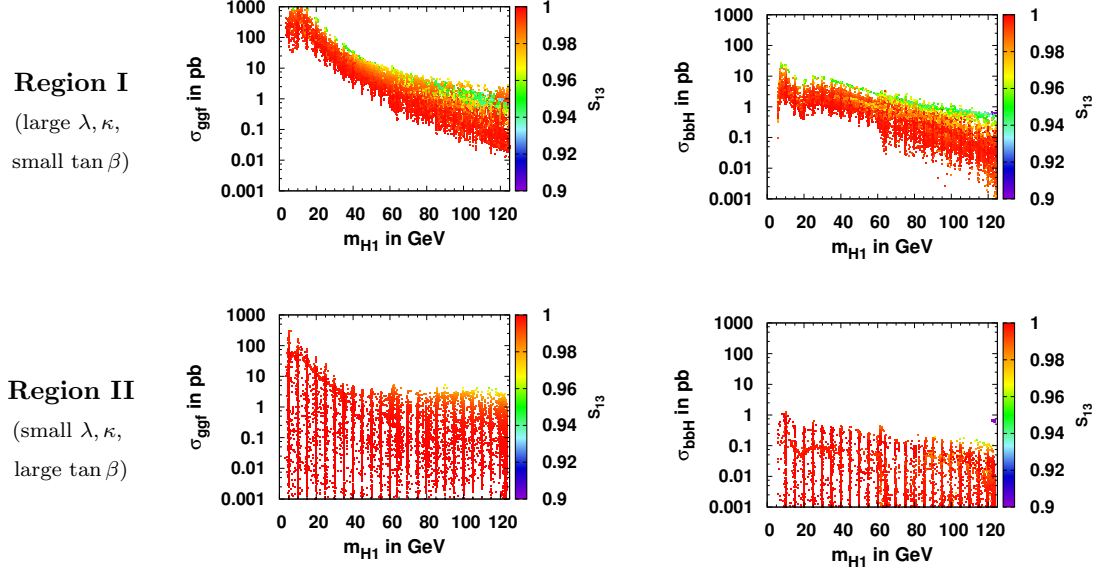 Region I
(large λ, κ,
small tan β)
σggf in pb
1000
100
10
1
0.1
0.01
0.001
0 20 40 60 80 100 120
mH1 in GeV
1
0.98
0.96
0.94
0.92
0.9
S13
σbbH in pb
1000
100
10
1
0.1
0.01
0.001
0 20 40 60 80 100 120
mH1 in GeV
1
0.98
0.96
0.94
0.92
0.9
S13
Region II
(small λ, κ,
large tan β)
σggf in pb
1000
100
10
1
0.1
0.01
0.001
0 20 40 60 80 100 120
mH1 in GeV
1
0.98
0.96
0.94
0.92
0.9
S13
σbbH in pb
1000
100
10
1
0.1
0.01
0.001
0 20 40 60 80 100 120
mH1 in GeV
1
0.98
0.96
0.94
0.92
0.9
S13